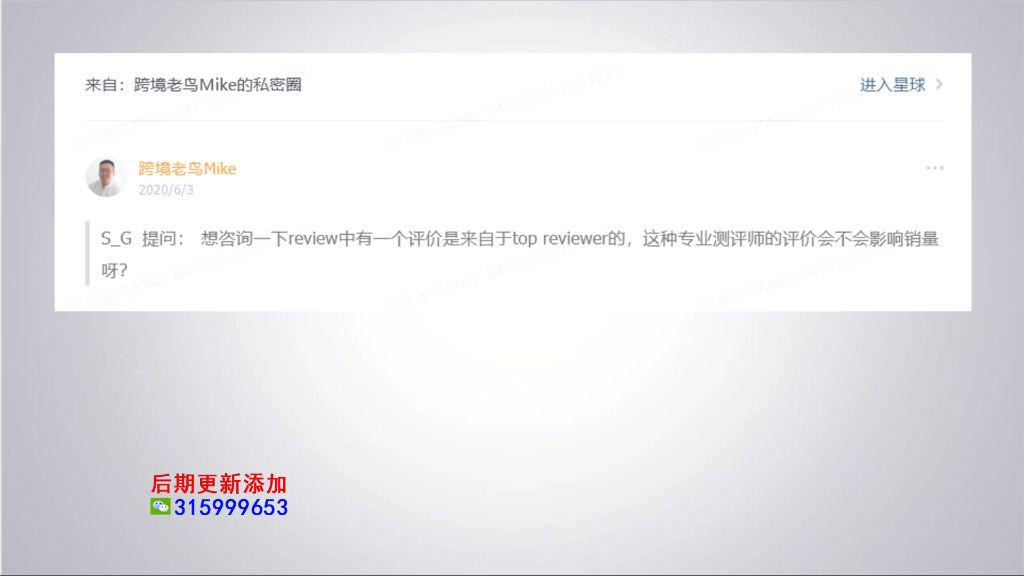 来自：跨境老鸟Mike的私密圈
进入星球
跨境老鸟Mike
2020/6/3
S_G 提问： 想咨询一下review中有一个评价是来自于top reviewer的，这种专业测评师的评价会不会影响销量
呀？
后期更新添加
315999653